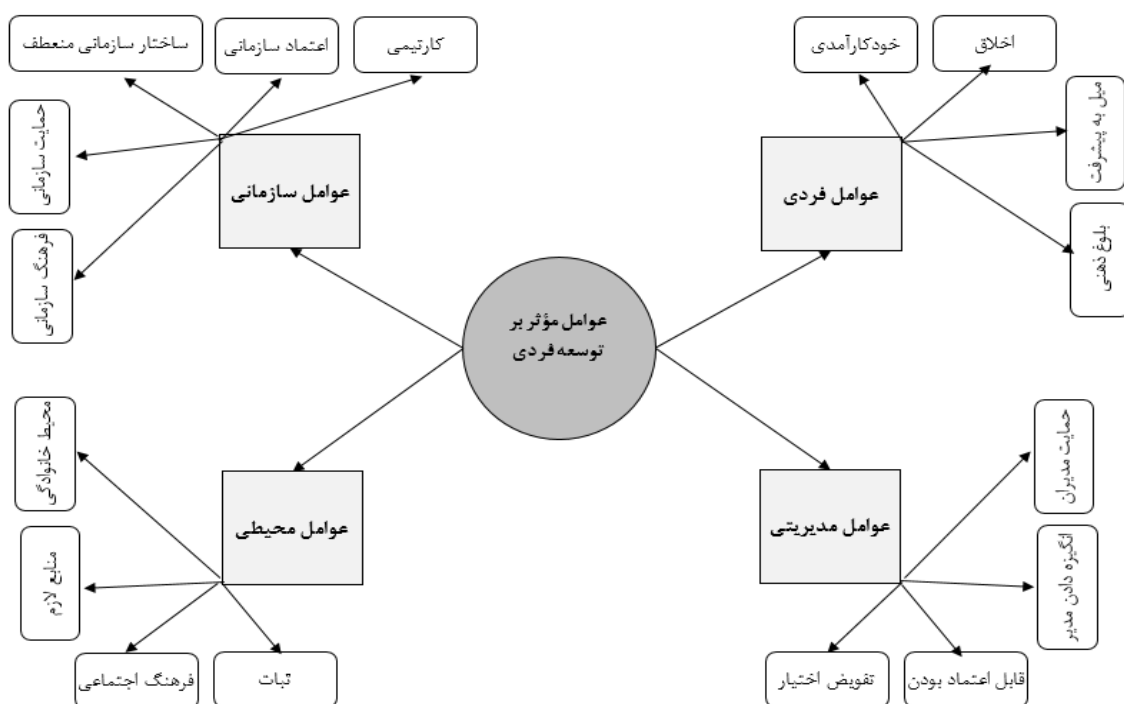 اخلاق
خودکارآمدی
کارتیمی
اعتماد سازمانی
ساختار سازمانی منعطف
میل به پیشرفت
حمایت سازمانی
عوامل فردی
عوامل سازمانی
بلوغ ذهنی
فرهنگ سازمانی
عوامل مؤثر بر
توسعه فردی
حمایت مدیران
محیط خانوادگی
عوامل مدیریتی
عوامل محیطی
انگیزه دادن مدیر
منابع لازم
قابل اعتماد بودن
تفویض اختیار
ثبات
فرهنگ اجتماعی